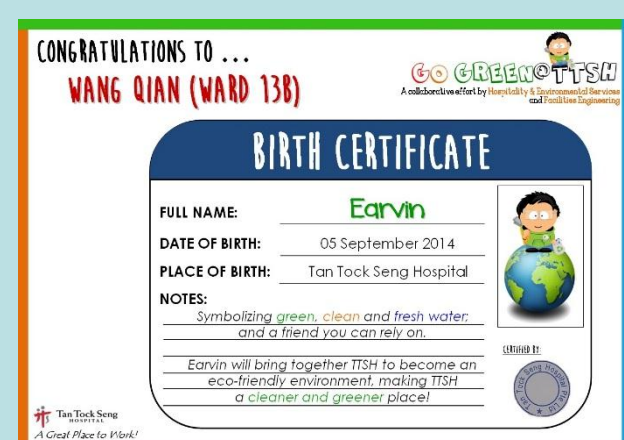 CONGRATULATIONS TO ...
WANG QIAN (WARD 13B)
GO GREEN@TTSH
A collaborative effort by Hospitality & Environmental Services
and Facilities Engineering
BIRTH CERTIFICATE
FULL NAME: Earvin
DATE OF BIRTH: 05 September 2014
PLACE OF BIRTH: Tan Tock Seng Hospital
NOTES:
Symbolizing green, clean and fresh water;
and a friend you can rely on.
Earvin will bring together TTSH to become an
eco-friendly environment, making TTSH
a cleaner and greener place!
CERTIFIED BY:
Tan Tock Seng Hospital Pte Ltd
Tan Tock Seng
HOSPITAL
A Great Place to Work!